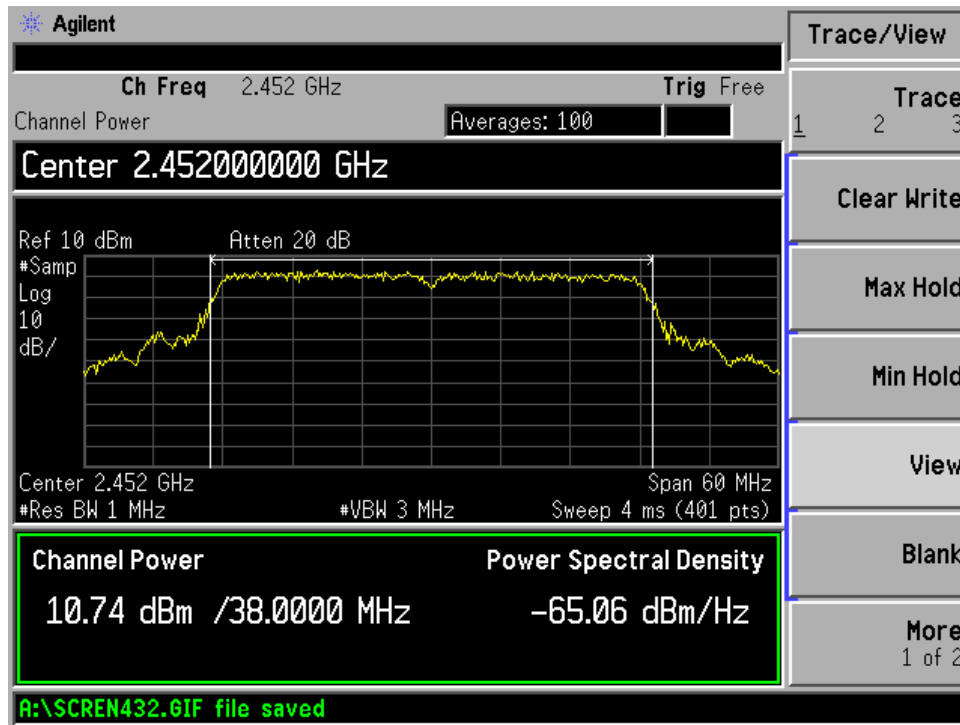 Agilent
Ch Freq 2.452 GHz Trig Free
Channel Power Averages: 100
Center 2.452000000 GHz
Ref 10 dBm Atten 20 dB
#Samp
Log
10
dB/
Center 2.452 GHz Span 60 MHz
#Res BW 1 MHz #VBW 3 MHz Sweep 4 ms (401 pts)
Channel Power Power Spectral Density
10.74 dBm /38.0000 MHz -65.06 dBm/Hz
A:\SCREN432.GIF file saved
Trace/View
Trace
1 2 3
Clear Write
Max Hold
Min Hold
View
Blank
More
1 of 2